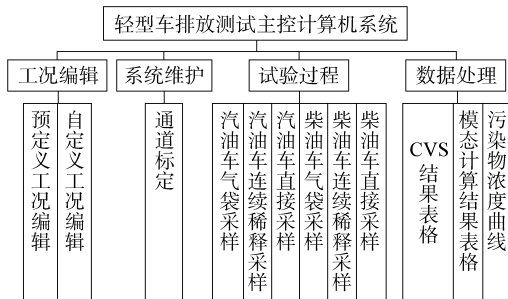 轻型车排放测试主控计算机系统
工况编辑
系统维护
试验过程
数据处理
预定义工况编辑
自定义工况编辑
通道标定
汽油车气袋采样
汽油车连续稀释采样
汽油车直接采样
柴油车气袋采样
柴油车连续稀释采样
柴油车直接采样
CVS结果表格
模态计算结果表格
污染物浓度曲线